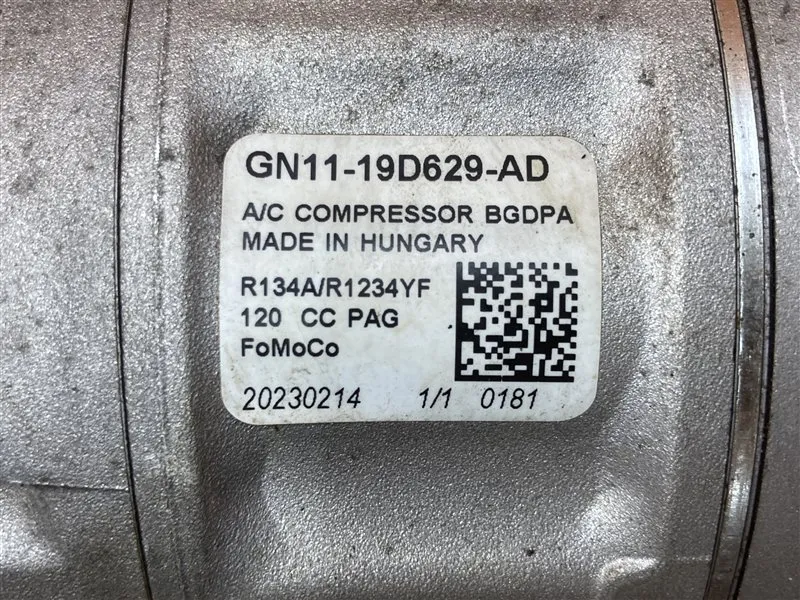 GN11-19D629-AD
A/C COMPRESSOR BGDPA
MADE IN HUNGARY
R134A/R1234YF
120 CC PAG
FoMoCo
20230214 1/1 0181